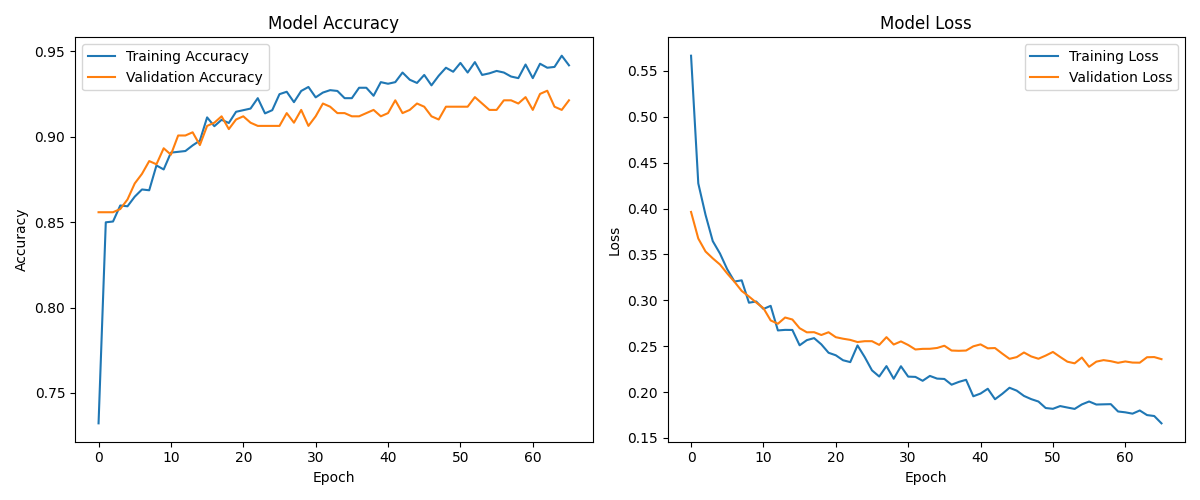 Model Accuracy
Training Accuracy
Validation Accuracy
0.95
0.90
0.85
0.80
0.75
Accuracy
0 10 20 30 40 50 60
Epoch
Model Loss
Training Loss
Validation Loss
0.55
0.50
0.45
0.40
0.35
0.30
0.25
0.20
0.15
Loss
0 10 20 30 40 50 60
Epoch